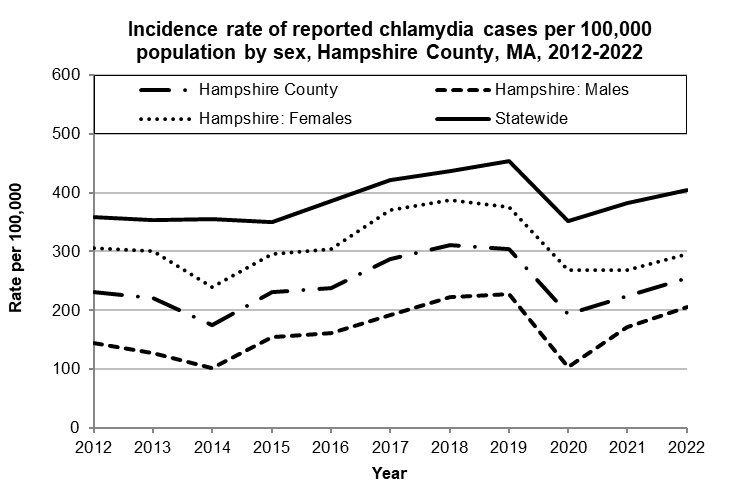 Incidence rate of reported chlamydia cases per 100,000
population by sex, Hampshire County, MA, 2012-2022
600
500
400
300
200
100
0
Hampshire County
Hampshire: Males
Hampshire: Females
Statewide
Rate per 100,000
2012 2013 2014 2015 2016 2017 2018 2019 2020 2021 2022
Year